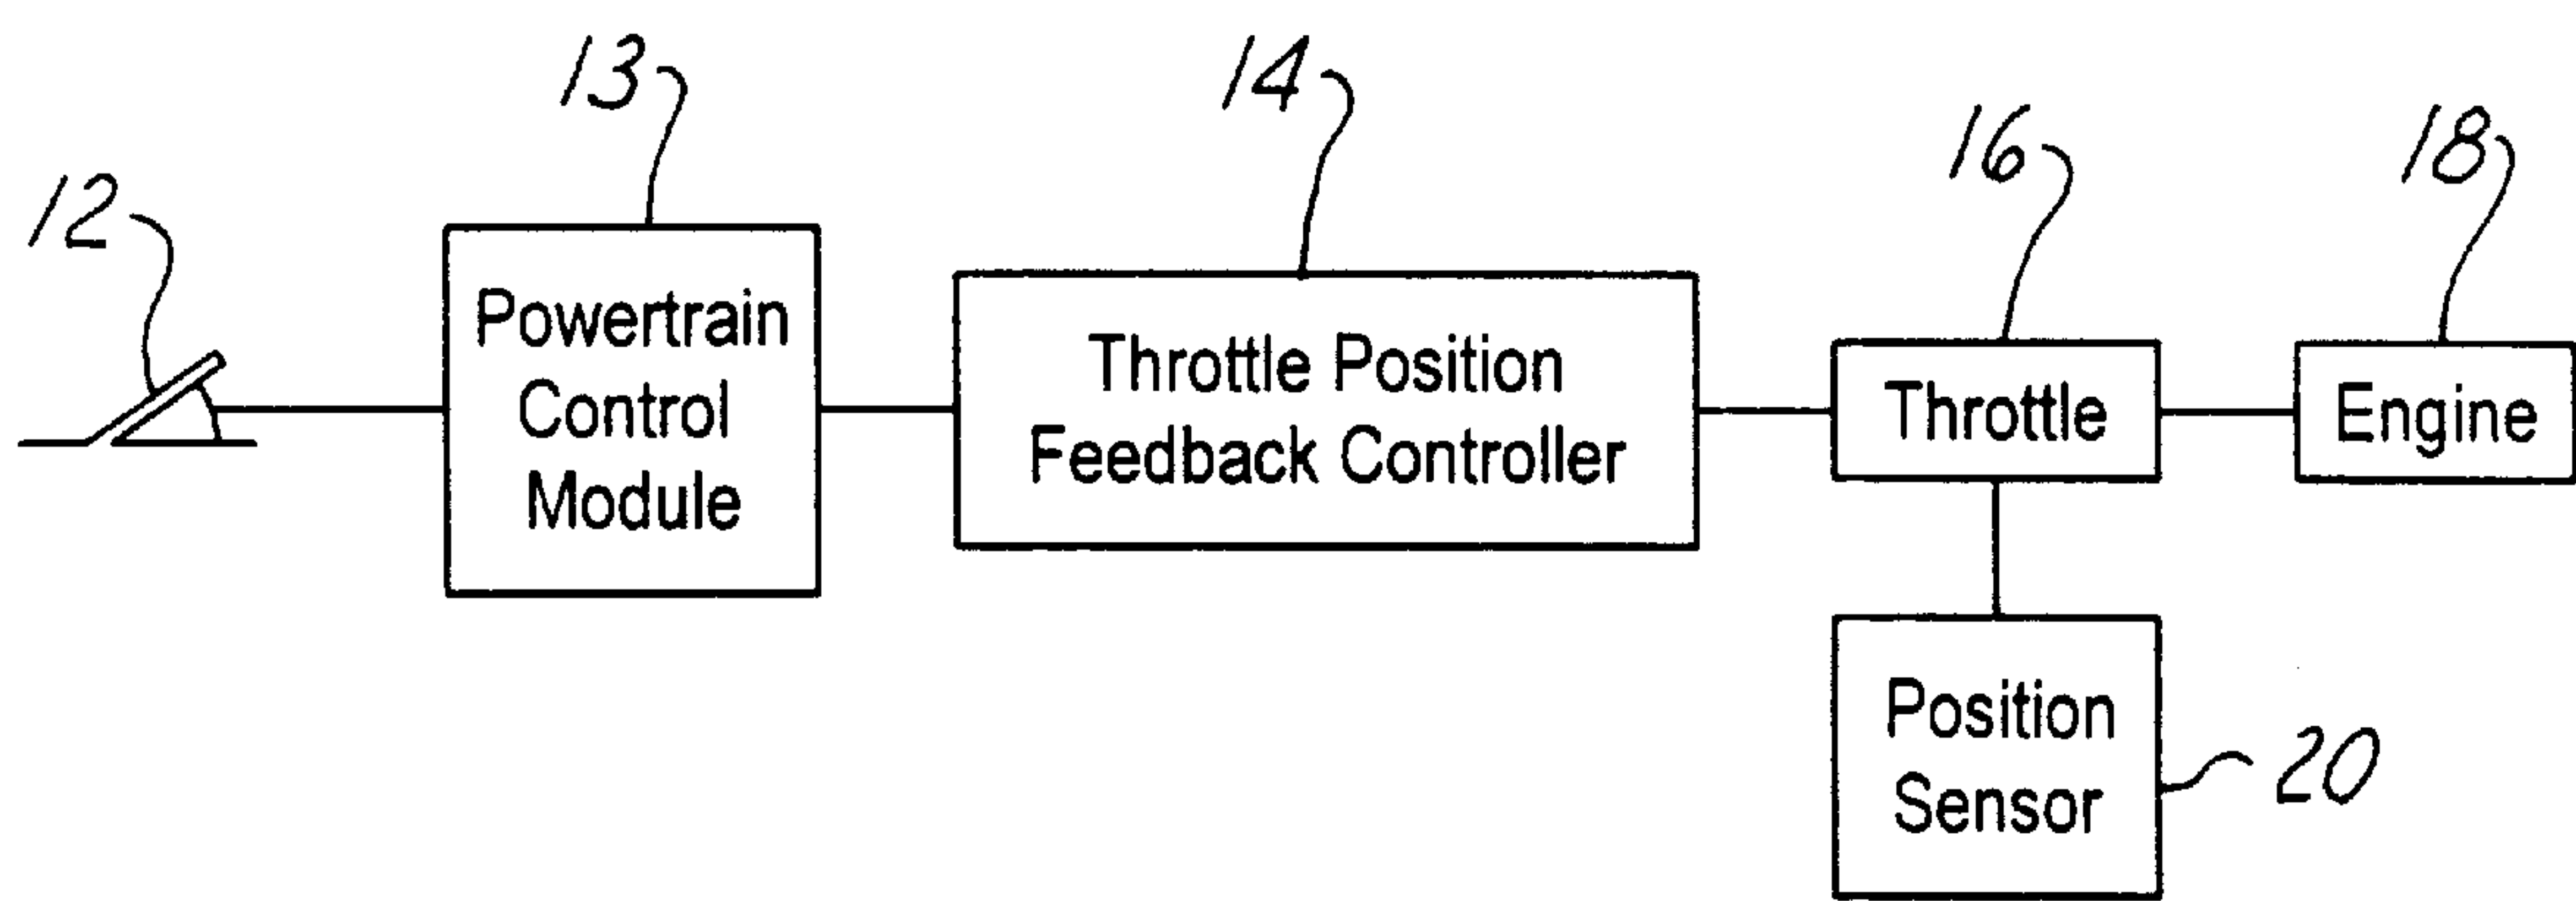 12
13
14
16
18
Powertrain
Control
Module
Throttle Position
Feedback Controller
Throttle
Engine
Position
Sensor
20